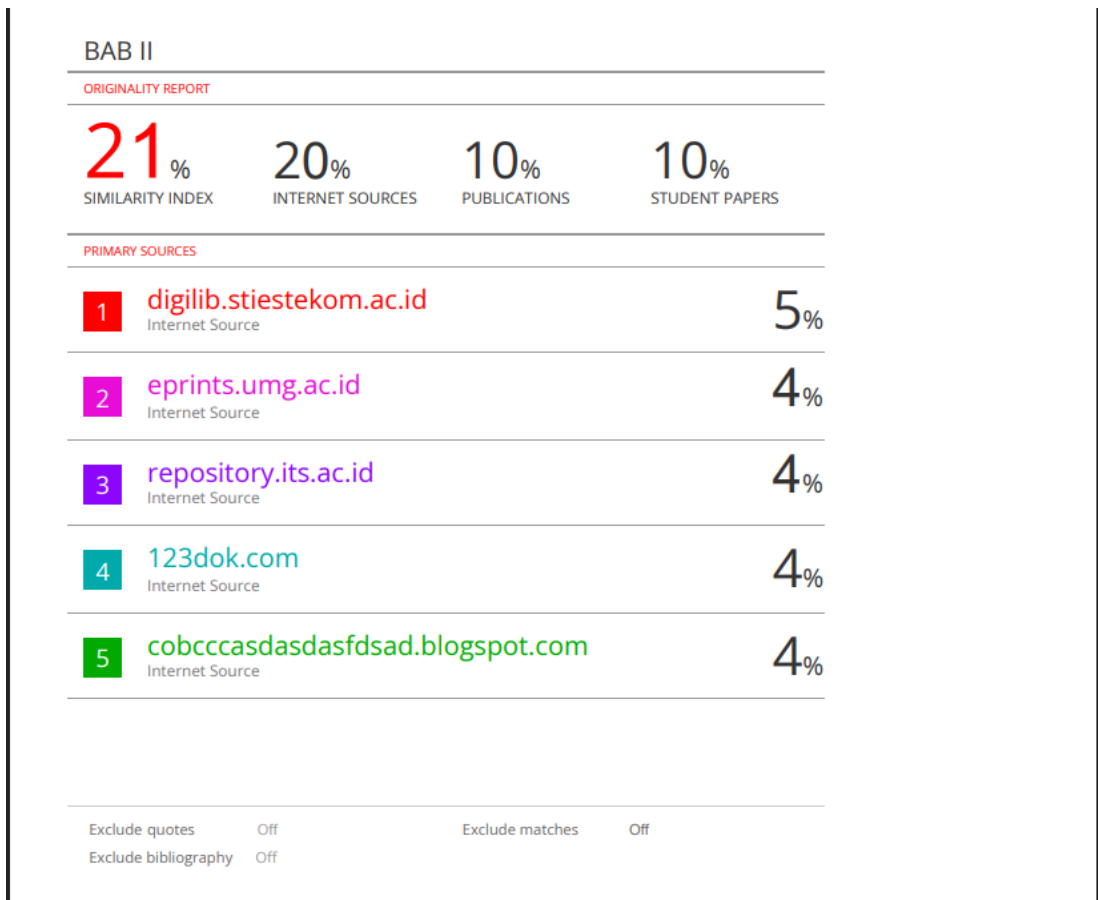 BAB II
ORIGINALITY REPORT
21% 20% 10% 10%
SIMILARITY INDEX INTERNET SOURCES PUBLICATIONS STUDENT PAPERS
PRIMARY SOURCES
1 digilib.stiestekom.ac.id 5%
Internet Source
2 eprints.umg.ac.id 4%
Internet Source
3 repository.its.ac.id 4%
Internet Source
4 123dok.com 4%
Internet Source
5 cobcccasdasdasfdsad.blogspot.com 4%
Internet Source
Exclude quotes Off Exclude matches Off
Exclude bibliography Off